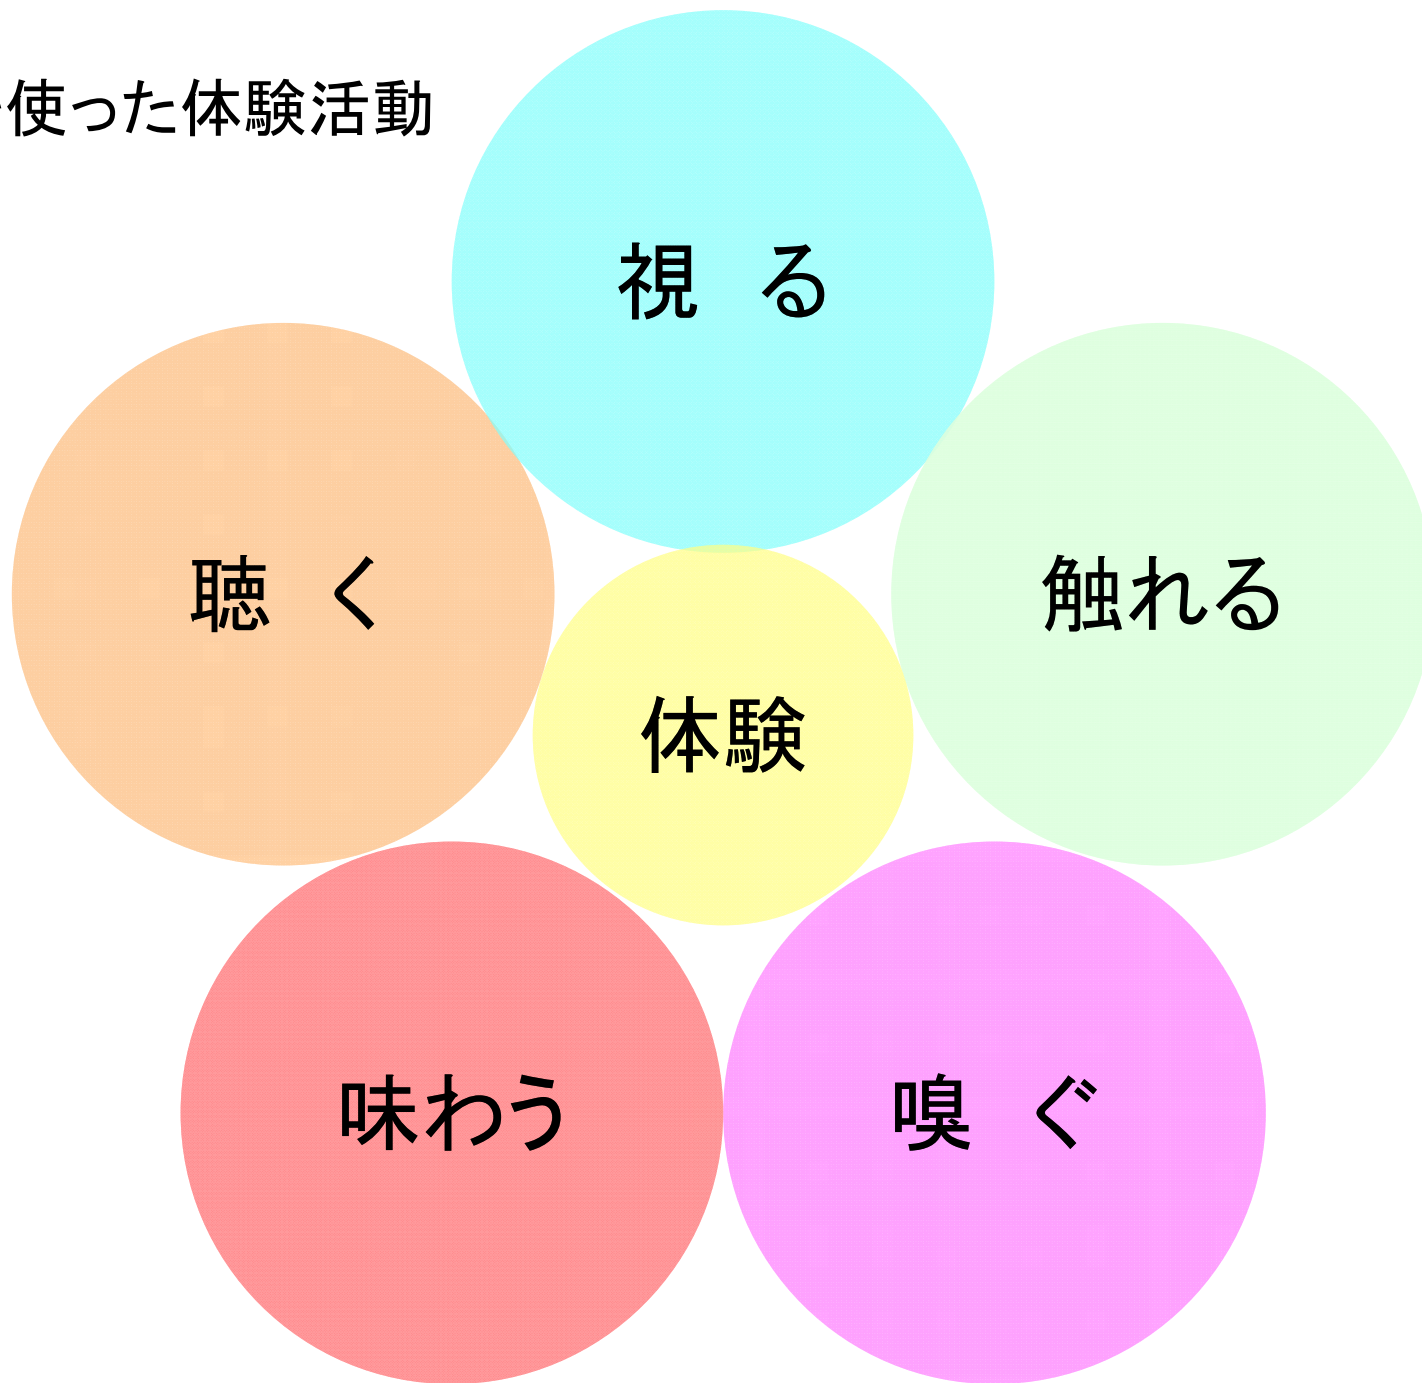 使った体験活動
視　る
聴　く
触れる
体験
味わう
嗅　ぐ